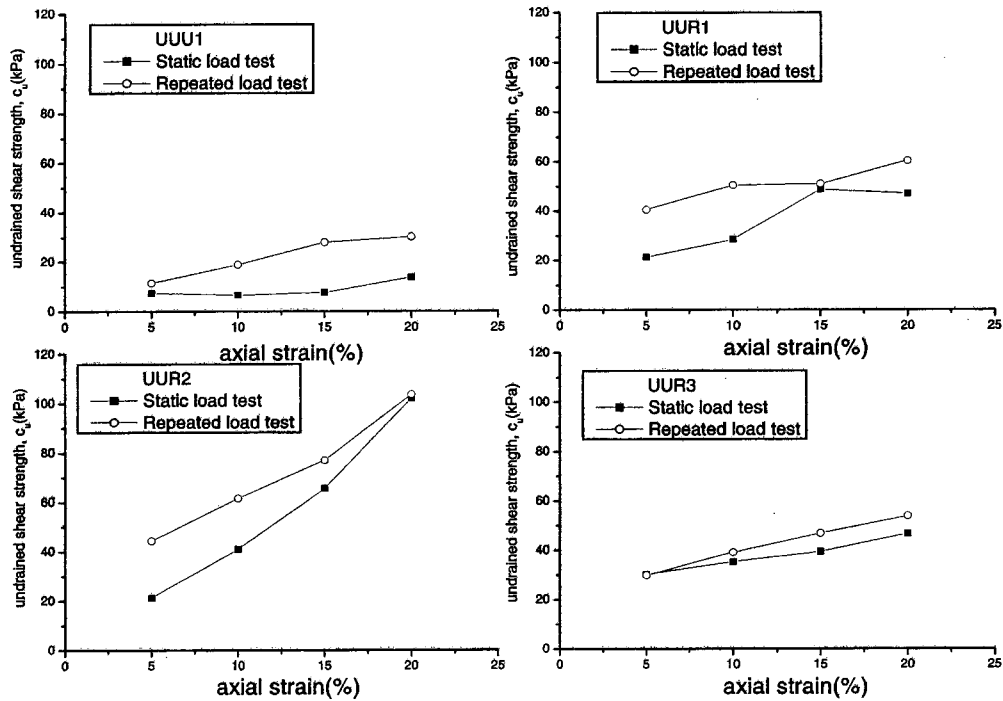 120
100
80
60
40
20
0
undrained shear strength, cᵤ(kPa)
UUU1
Static load test
Repeated load test
0 5 10 15 20 25
axial strain(%)
120
100
80
60
40
20
0
undrained shear strength, cᵤ(kPa)
UUR1
Static load test
Repeated load test
0 5 10 15 20 25
axial strain(%)
120
100
80
60
40
20
0
undrained shear strength, cᵤ(kPa)
UUR2
Static load test
Repeated load test
0 5 10 15 20 25
axial strain(%)
120
100
80
60
40
20
0
undrained shear strength, cᵤ(kPa)
UUR3
Static load test
Repeated load test
0 5 10 15 20 25
axial strain(%)